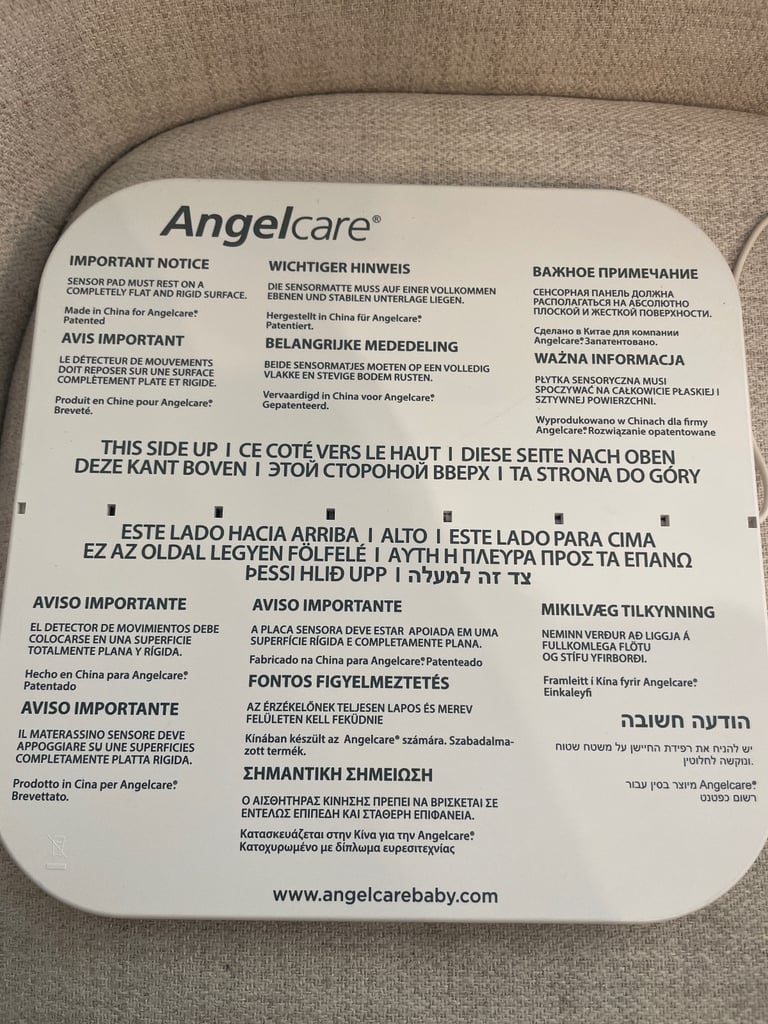 Angelcare®
IMPORTANT NOTICE
SENSOR PAD MUST REST ON A
COMPLETELY FLAT AND RIGID SURFACE.
Made in China for Angelcare®.
Patented
AVIS IMPORTANT
LE DÉTECTEUR DE MOUVEMENTS
DOIT REPOSER SUR UNE SURFACE
COMPLÈTEMENT PLATE ET RIGIDE.
Produit en Chine pour Angelcare®.
Breveté.
WICHTIGER HINWEIS
DIE SENSORMATTE MUSS AUF EINER VOLLKOMMEN
EBENEN UND STABILEN UNTERLAGE LIEGEN.
Hergestellt in China für Angelcare®.
Patentiert.
BELANGRIJKE MEDEDELING
BEIDE SENSORMATJES MOETEN OP EEN VOLLEDIG
VLAKKE EN STEVIGE BODEM RUSTEN.
Vervaardigd in China voor Angelcare®.
Gepatenteerd.
ВАЖНОЕ ПРИМЕЧАНИЕ
СЕНСОРНАЯ ПАНЕЛЬ ДОЛЖНА
РАСПОЛАГАТЬСЯ НА АБСОЛЮТНО
ПЛОСКОЙ И ЖЕСТКОЙ ПОВЕРХНОСТИ.
Сделано в Китае для компании
Angelcare®. Запатентовано.
WAŻNA INFORMACJA
PŁYTKA SENSORYCZNA MUSI
SPOCZYWAĆ NA CAŁKOWICIE PŁASKIEJ I
SZTYWNEJ POWIERZCHNI.
Wyprodukowano w Chinach dla firmy
Angelcare®. Rozwiązanie opatentowane
THIS SIDE UP I CE COTÉ VERS LE HAUT I DIESE SEITE NACH OBEN
DEZE KANT BOVEN I ЭТОЙ СТОРОНОЙ ВВЕРХ I TA STRONA DO GÓRY
ESTE LADO HACIA ARRIBA I ALTO I ESTE LADO PARA CIMA
EZ AZ OLDAL LEGYEN FÖLFELÉ I ΑΥΤΗ Η ΠΛΕΥΡΑ ΠΡΟΣ ΤΑ ΕΠΑΝΩ
ÞESSI HLIÐ UPP I צד זה למעלה
AVISO IMPORTANTE
EL DETECTOR DE MOVIMIENTOS DEBE
COLOCARSE EN UNA SUPERFICIE
TOTALMENTE PLANA Y RÍGIDA.
Hecho en China para Angelcare®.
Patentado
AVISO IMPORTANTE
IL MATERASSINO SENSORE DEVE
APPOGGIARE SU UNE SUPERFICIES
COMPLETAMENTE PLATTA RIGIDA.
Prodotto in Cina per Angelcare®.
Brevettato.
AVISO IMPORTANTE
A PLACA SENSORA DEVE ESTAR APOIADA EM UMA
SUPERFÍCIE RÍGIDA E COMPLETAMENTE PLANA.
Fabricado na China para Angelcare®. Patenteado
FONTOS FIGYELMEZTETÉS
AZ ÉRZÉKELŐNEK TELJESEN LAPOS ÉS MEREV
FELÜLETEN KELL FEKÜDNIE
Kínában készült az Angelcare® számára. Szabadalma-
zott termék.
ΣΗΜΑΝΤΙΚΗ ΣΗΜΕΙΩΣΗ
Ο ΑΙΣΘΗΤΗΡΑΣ ΚΙΝΗΣΗΣ ΠΡΕΠΕΙ ΝΑ ΒΡΙΣΚΕΤΑΙ ΣΕ
ΕΝΤΕΛΩΣ ΕΠΙΠΕΔΗ ΚΑΙ ΣΤΑΘΕΡΗ ΕΠΙΦΑΝΕΙΑ.
Κατασκευάζεται στην Κίνα για την Angelcare®.
Κατοχυρωμένο με δίπλωμα ευρεσιτεχνίας
MIKILVÆG TILKYNNING
NEMINN VERÐUR AÐ LIGGJA Á
FULLKOMLEGA FLÖTU
OG STÍFU YFIRBORÐI.
Framleitt í Kína fyrir Angelcare®.
Einkaleyfi
הודעה חשובה
יש להניח את רפידת החיישן על משטח שטוח
ונוקשה לחלוטין.
Angelcare®‎ מיוצר בסין עבור
רשום כפטנט
www.angelcarebaby.com